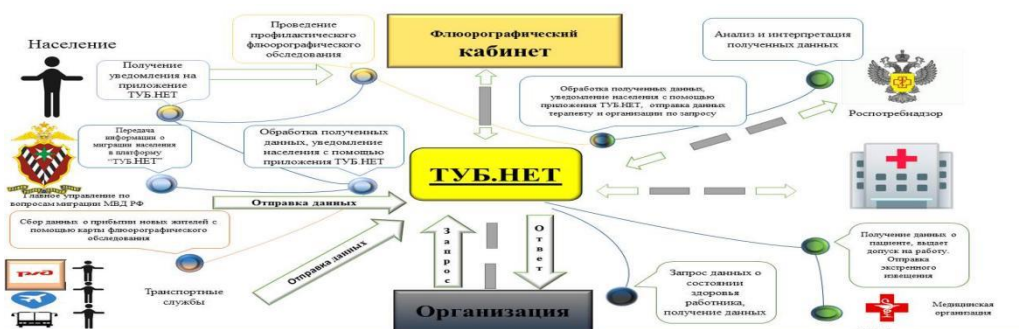 Население
Проведение
профилактического
флюорографического
обследования
Флюорографический
кабинет
Анализ и интерпретация
полученных данных
Получение
уведомления на
приложение
ТУБ.НЕТ
Обработка полученных данных,
уведомление населения с помощью
приложения ТУБ.НЕТ, отправка данных
терапевту и организации по запросу
Роспотребнадзор
Передача
информации о
миграции населения
в платформу
"ТУБ.НЕТ"
Обработка полученных
данных, уведомление
населения с помощью
приложения ТУБ.НЕТ
ТУБ.НЕТ
Главное управление по
вопросам миграции МВД РФ
Отправка данных
Сбор данных о прибытии новых жителей с
помощью карты флюорографического
обследования
Отправка данных
Запрос
Ответ
Получение данных о
пациенте, выдает
допуск на работу.
Отправка
экстренного
извещения
Запрос данных о
состоянии
здоровья
работника,
получение данных
Транспортные
службы
Организация
Медицинская
организация